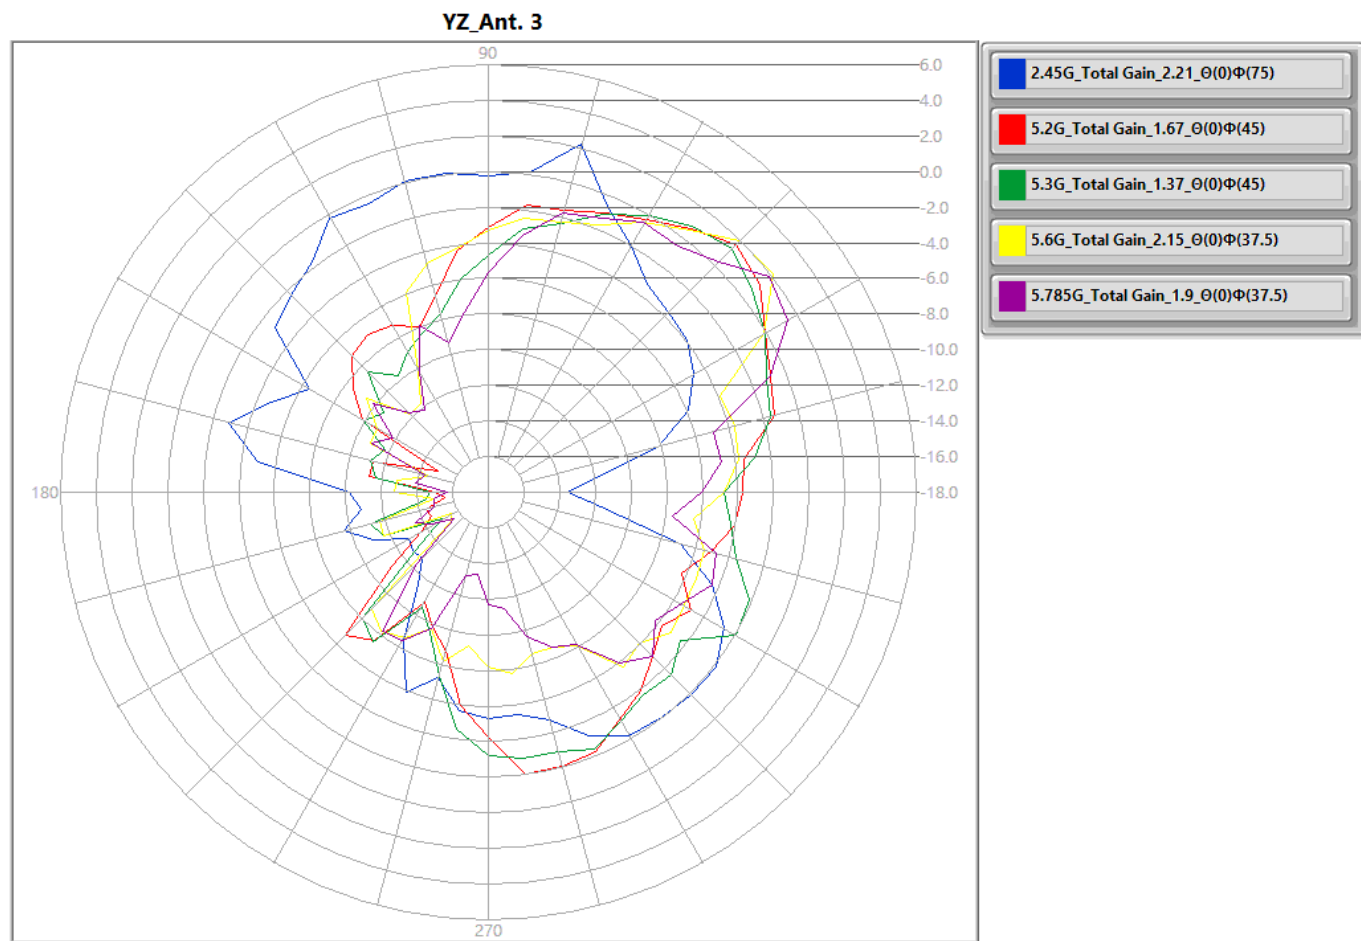 YZ_Ant. 3
90
6.0
4.0
2.0
0.0
-2.0
-4.0
-6.0
-8.0
-10.0
-12.0
-14.0
-16.0
-18.0
180
270
2.45G_Total Gain_2.21_Θ(0)Φ(75)
5.2G_Total Gain_1.67_Θ(0)Φ(45)
5.3G_Total Gain_1.37_Θ(0)Φ(45)
5.6G_Total Gain_2.15_Θ(0)Φ(37.5)
5.785G_Total Gain_1.9_Θ(0)Φ(37.5)